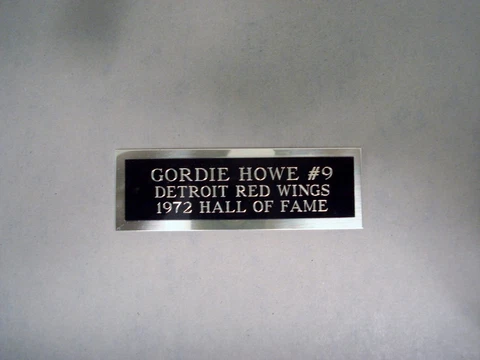 GORDIE HOWE #9
DETROIT RED WINGS
1972 HALL OF FAME